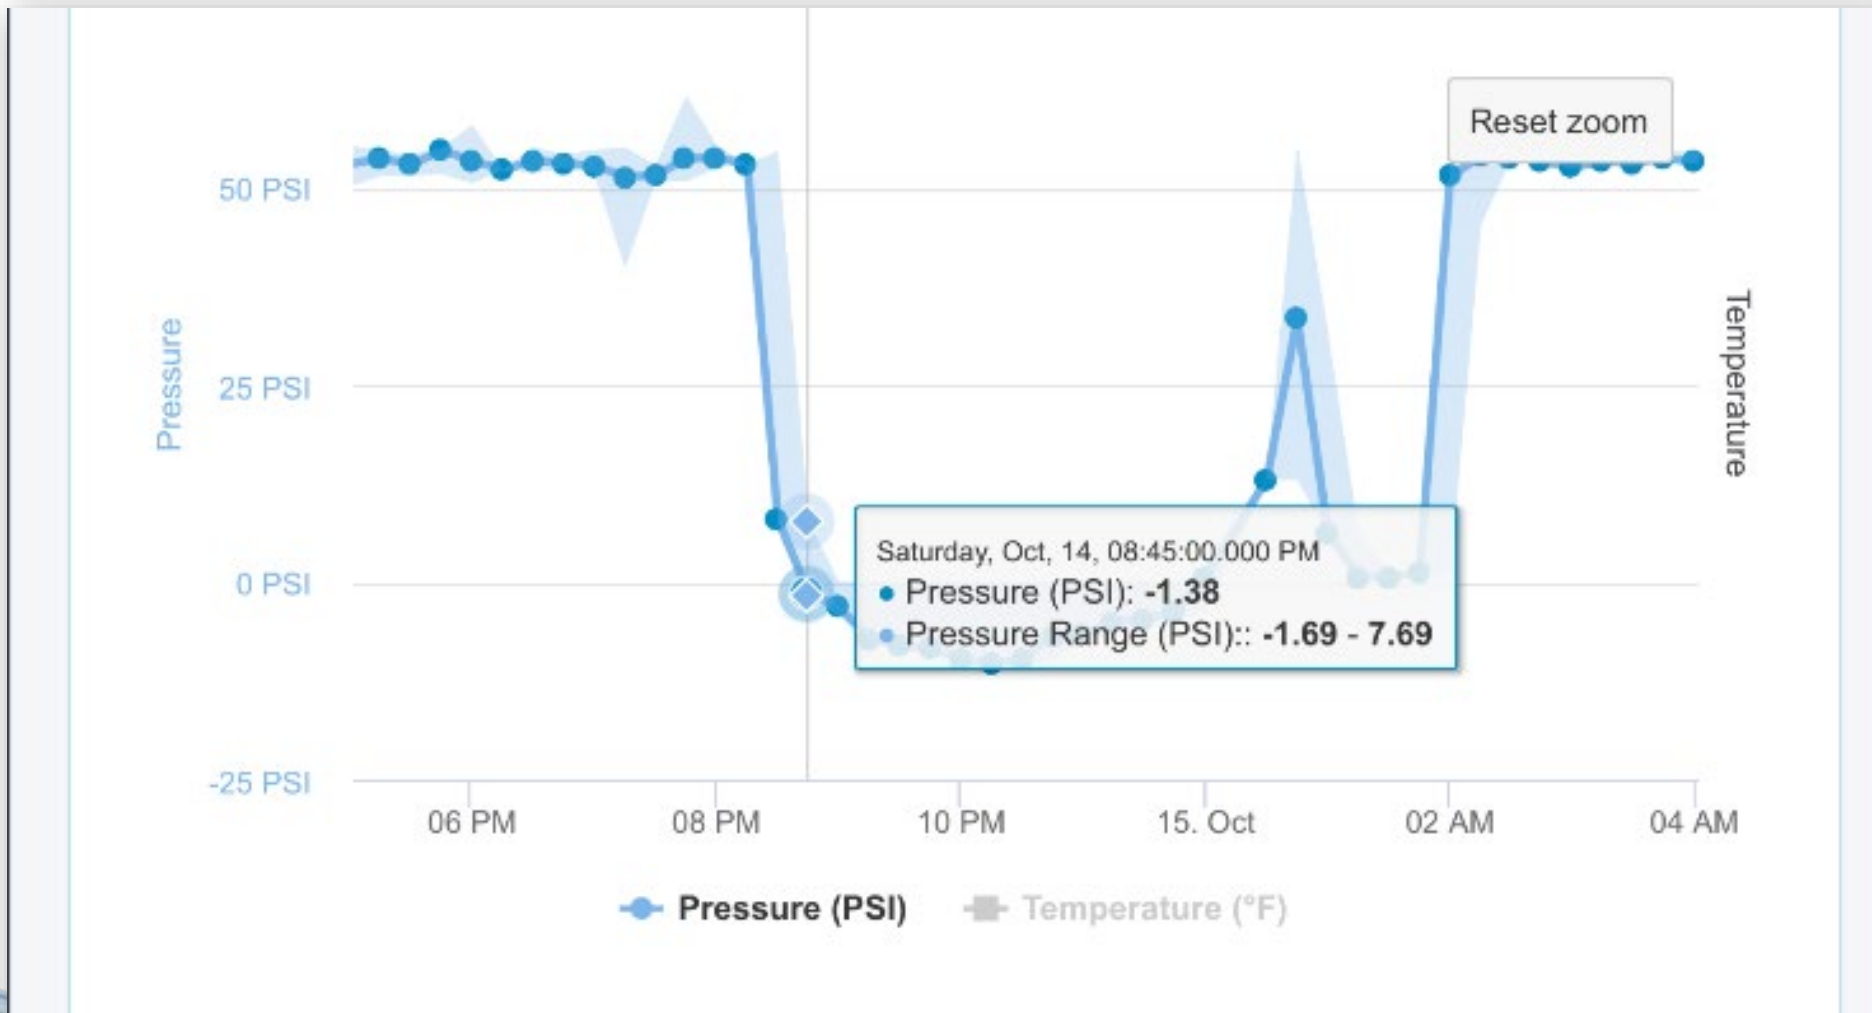 Reset zoom
50 PSI
25 PSI
0 PSI
-25 PSI
Pressure
Temperature
Saturday, Oct, 14, 08:45:00.000 PM
Pressure (PSI): -1.38
Pressure Range (PSI):: -1.69 - 7.69
06 PM
08 PM
10 PM
15. Oct
02 AM
04 AM
Pressure (PSI)
Temperature (°F)